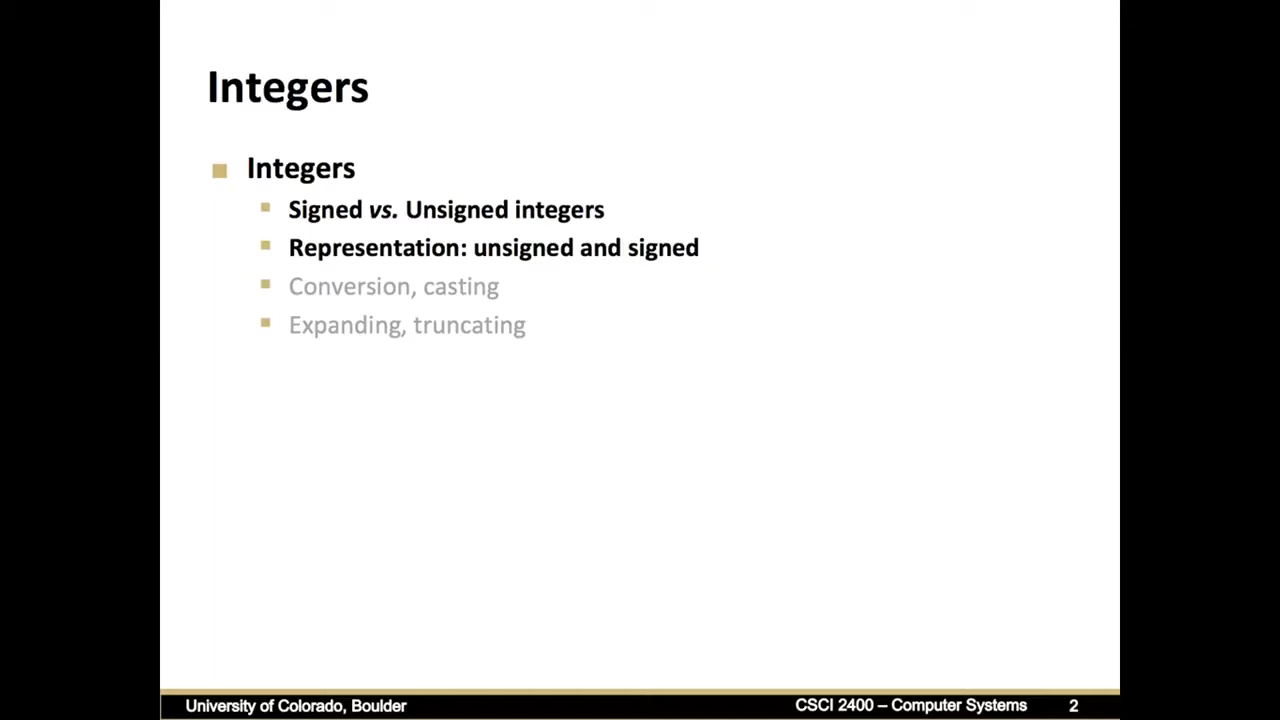 Integers
Integers
Signed vs. Unsigned integers
Representation: unsigned and signed
Conversion, casting
Expanding, truncating
University of Colorado, Boulder
CSCI 2400 – Computer Systems
2